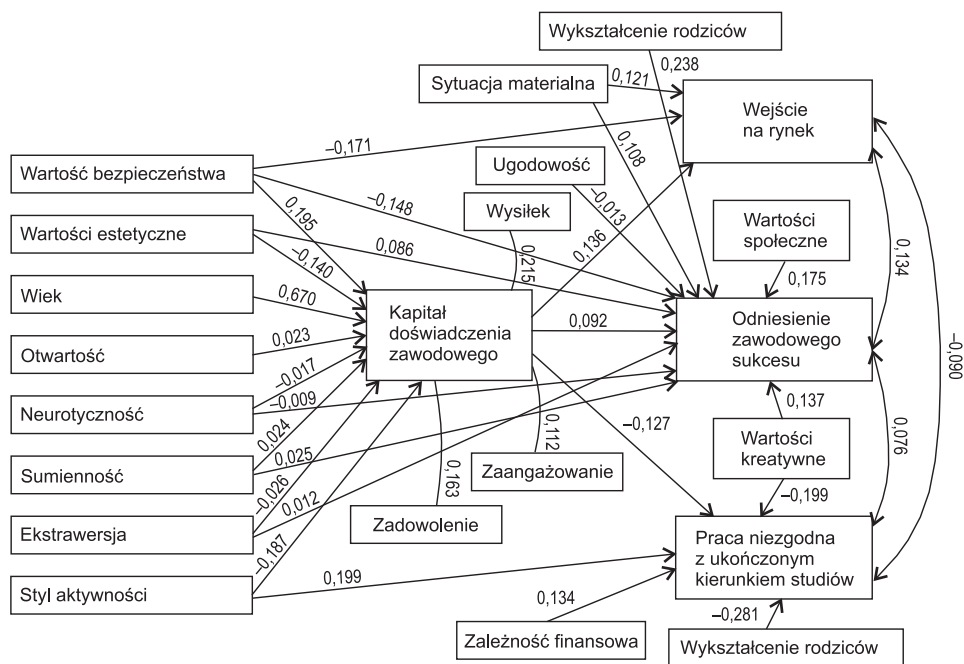 Wykształcenie rodziców
0,238
Sytuacja materialna
0,121
Wejście
na rynek
–0,171
0,108
Wartość bezpieczeństwa
Ugodowość
–0,148
–0,013
0,195
Wysiłek
0,136
Wartości
społeczne
0,134
Wartości estetyczne
0,086
–0,140
0,215
0,175
Wiek
0,670
Kapitał
doświadczenia
zawodowego
0,092
Odniesienie
zawodowego
sukcesu
–0,090
Otwartość
0,023
–0,017
Neurotyczność
–0,009
0,137
0,024
–0,127
0,112
0,076
Sumienność
0,025
Wartości
kreatywne
Zaangażowanie
0,163
–0,026
0,012
–0,199
Ekstrawersja
Zadowolenie
Praca niezgodna
z ukończonym
kierunkiem studiów
–0,187
Styl aktywności
0,199
0,134
–0,281
Zależność finansowa
Wykształcenie rodziców